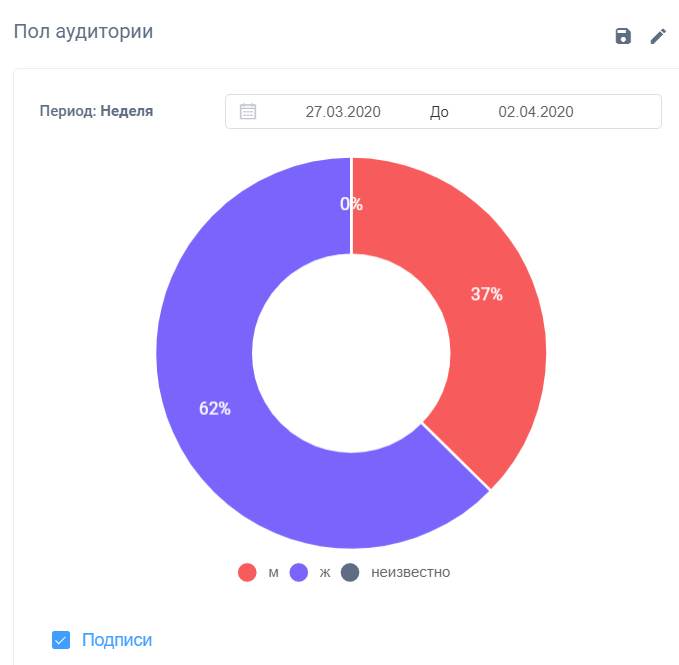 Пол аудитории
Период: Неделя 27.03.2020 До 02.04.2020
0%
37%
62%
м ж неизвестно
Подписи